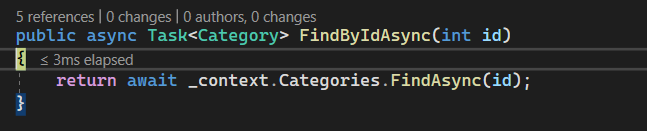 5 references | 0 changes | 0 authors, 0 changes
public async Task<Category> FindByIdAsync(int id)
{ ≤ 3ms elapsed
return await _context.Categories.FindAsync(id);
}